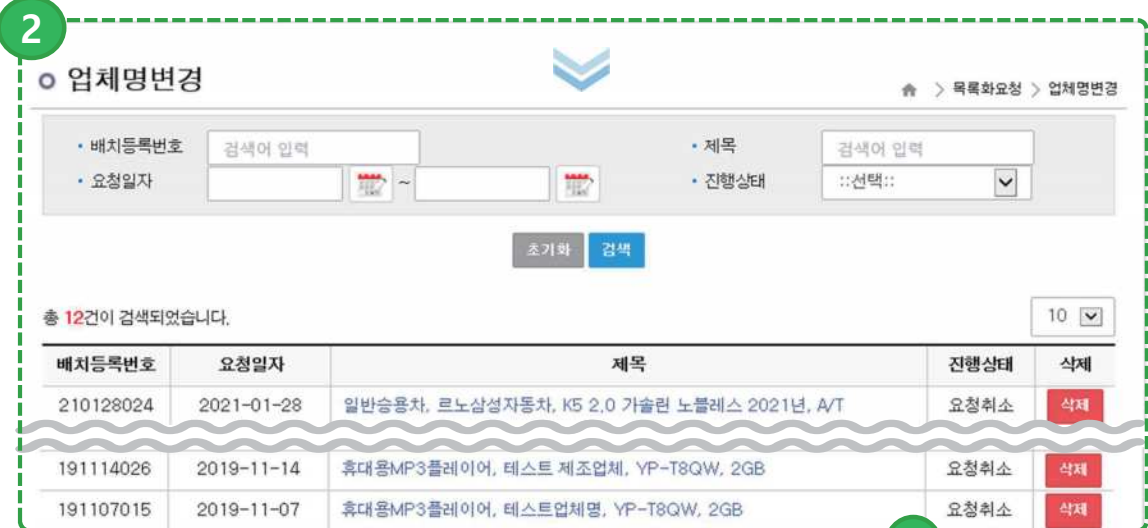 2
업체명변경
> 목록화요청 > 업체명변경
• 배치등록번호 검색어 입력 • 제목 검색어 입력
• 요청일자 ~ • 진행상태 ::선택::
초기화 검색
총 12건이 검색되었습니다. 10
배치등록번호 요청일자 제목 진행상태 삭제
210128024 2021-01-28 일반승용차, 르노삼성자동차, K5 2.0 가솔린 노블레스 2021년, A/T 요청취소 삭제
191114026 2019-11-14 휴대용MP3플레이어, 테스트 제조업체, YP-T8QW, 2GB 요청취소 삭제
191107015 2019-11-07 휴대용MP3플레이어, 테스트업체명, YP-T8QW, 2GB 요청취소 삭제